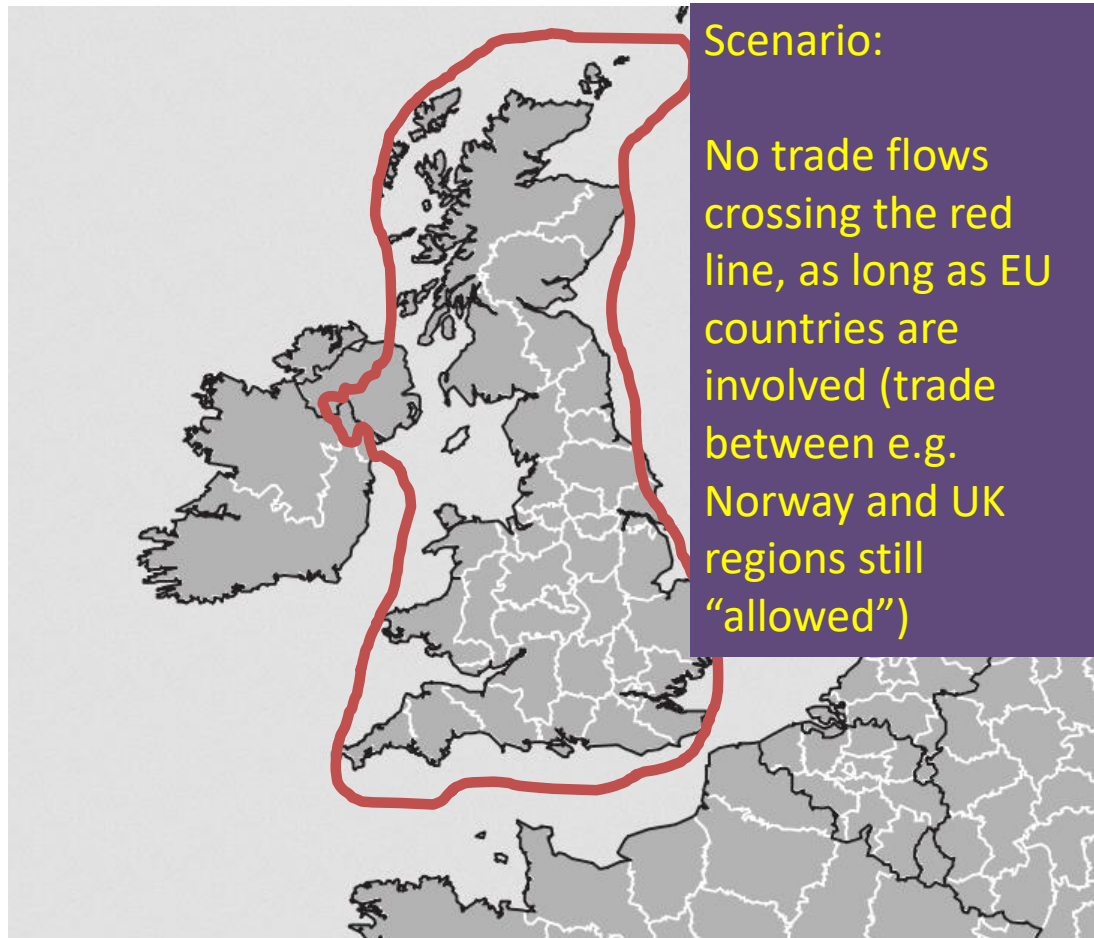 Scenario:
No trade flows
crossing the red
line, as long as EU
countries are
involved (trade
between e.g.
Norway and UK
regions still
“allowed”)